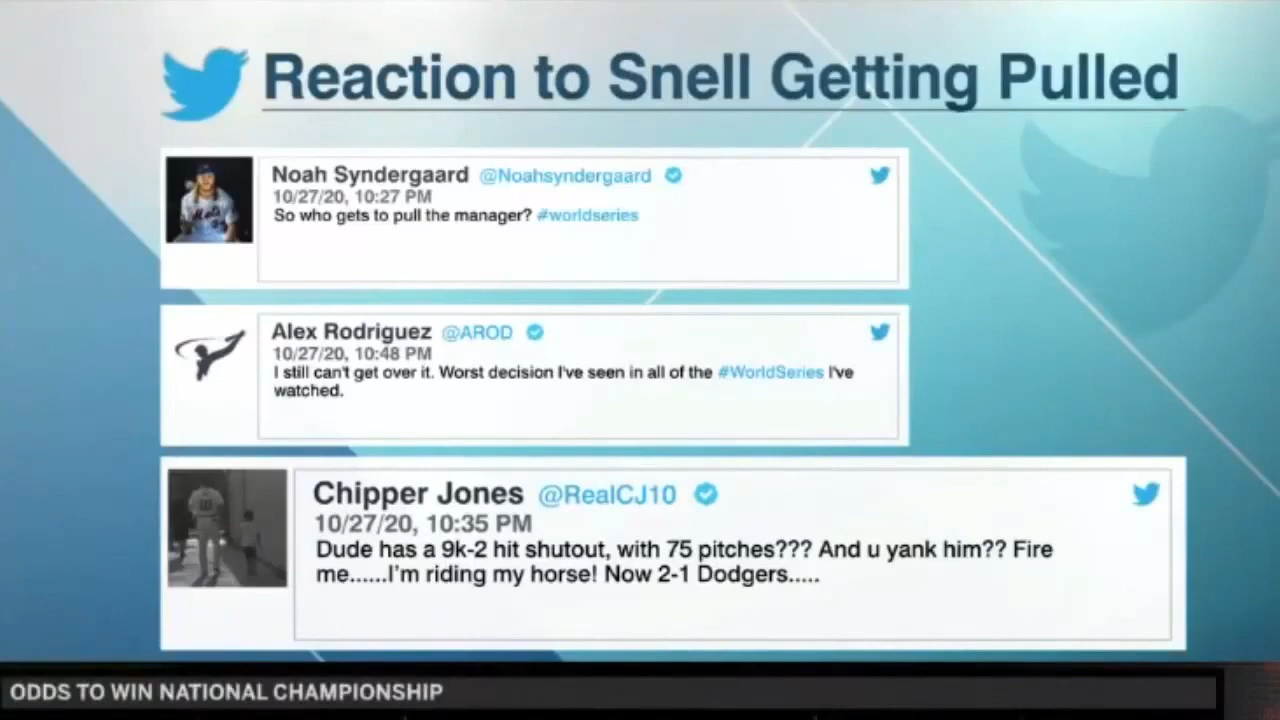 Reaction to Snell Getting Pulled
Noah Syndergaard @Noahsyndergaard
10/27/20, 10:27 PM
So who gets to pull the manager? #worldseries
Alex Rodriguez @AROD
10/27/20, 10:48 PM
I still can't get over it. Worst decision I've seen in all of the #WorldSeries I've
watched.
Chipper Jones @RealCJ10
10/27/20, 10:35 PM
Dude has a 9k-2 hit shutout, with 75 pitches??? And u yank him?? Fire
me......I'm riding my horse! Now 2-1 Dodgers.....
ODDS TO WIN NATIONAL CHAMPIONSHIP